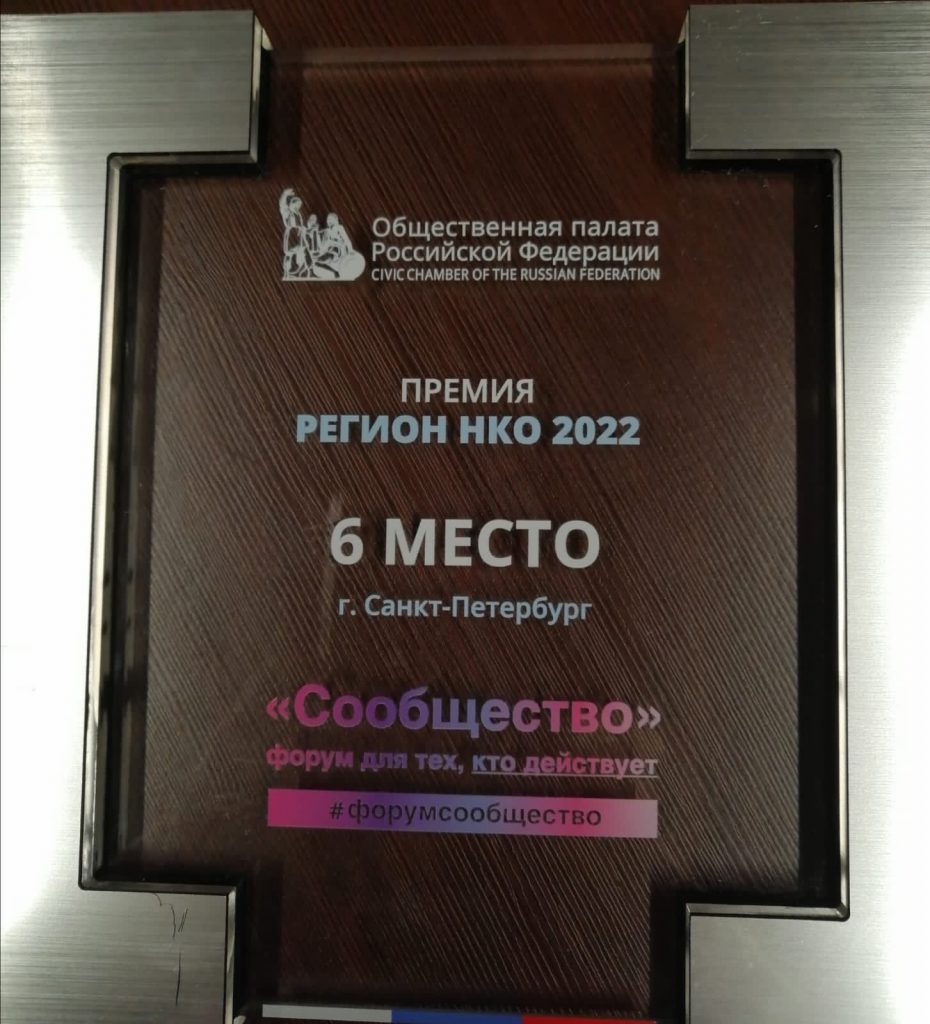 Общественная палата
Российской Федерации
CIVIC CHAMBER OF THE RUSSIAN FEDERATION
ПРЕМИЯ
РЕГИОН НКО 2022
6 МЕСТО
г. Санкт-Петербург
«Сообщество»
форум для тех, кто действует
#форумсообщество